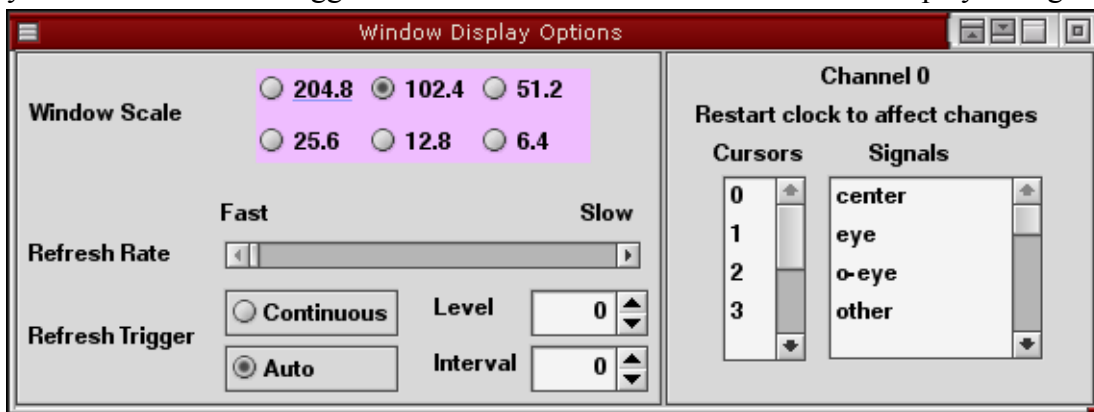 Window Display Options
Window Scale
204.8 102.4 51.2
25.6 12.8 6.4
Fast Slow
Refresh Rate
Refresh Trigger
Continuous Level 0
Auto Interval 0
Channel 0
Restart clock to affect changes
Cursors Signals
0 center
1 eye
2 o-eye
3 other